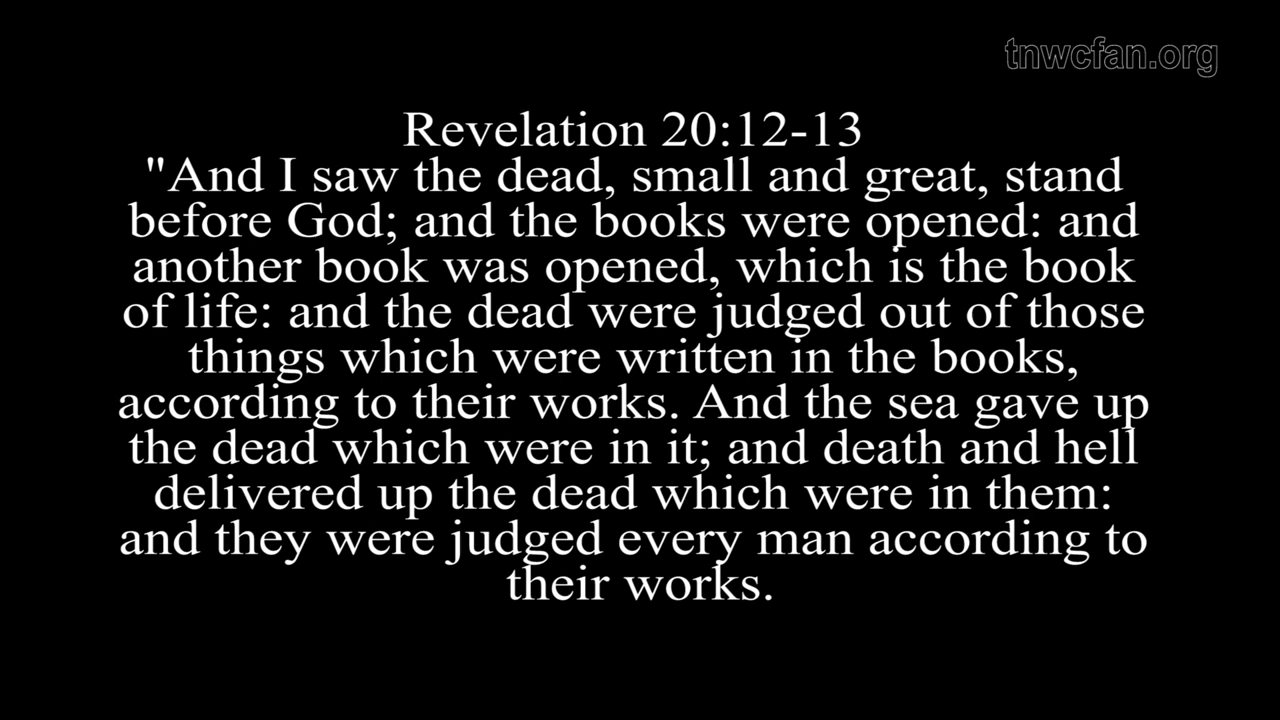 tnwcfan.org
Revelation 20:12-13
"And I saw the dead, small and great, stand
before God; and the books were opened: and
another book was opened, which is the book
of life: and the dead were judged out of those
things which were written in the books,
according to their works. And the sea gave up
the dead which were in it; and death and hell
delivered up the dead which were in them:
and they were judged every man according to
their works.